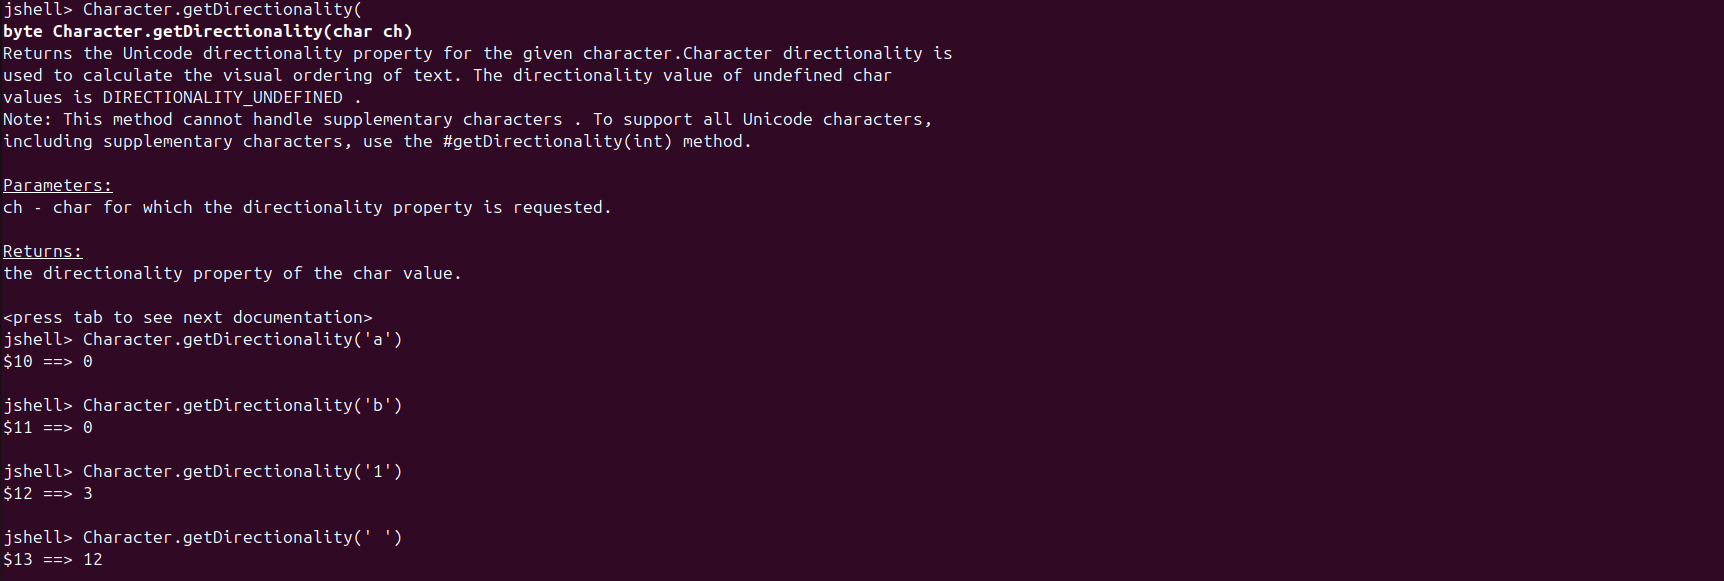 jshell> Character.getDirectionality(
byte Character.getDirectionality(char ch)
Returns the Unicode directionality property for the given character.Character directionality is
used to calculate the visual ordering of text. The directionality value of undefined char
values is DIRECTIONALITY_UNDEFINED .
Note: This method cannot handle supplementary characters . To support all Unicode characters,
including supplementary characters, use the #getDirectionality(int) method.

Parameters:
ch - char for which the directionality property is requested.

Returns:
the directionality property of the char value.

<press tab to see next documentation>
jshell> Character.getDirectionality('a')
$10 ==> 0

jshell> Character.getDirectionality('b')
$11 ==> 0

jshell> Character.getDirectionality('1')
$12 ==> 3

jshell> Character.getDirectionality(' ')
$13 ==> 12